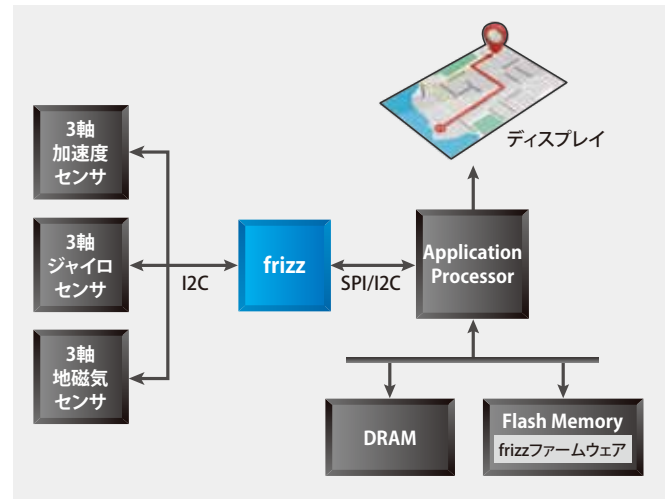 ディスプレイ
3軸
加速度
センサ
3軸
ジャイロ
センサ
I2C
frizz
SPI/I2C
Application
Processor
3軸
地磁気
センサ
DRAM
Flash Memory
frizzファームウェア